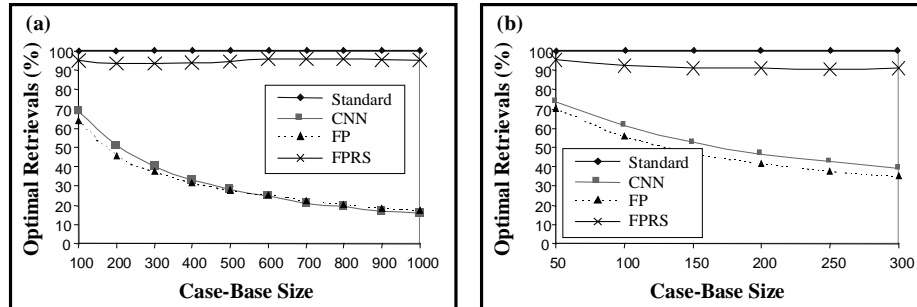 (a)
Optimal Retrievals (%)
100
90
80
70
60
50
40
30
20
10
0
Standard
CNN
FP
FPRS
100 200 300 400 500 600 700 800 900 1000
Case-Base Size
(b)
Optimal Retrievals (%)
100
90
80
70
60
50
40
30
20
10
0
Standard
CNN
FP
FPRS
50 100 150 200 250 300
Case-Base Size